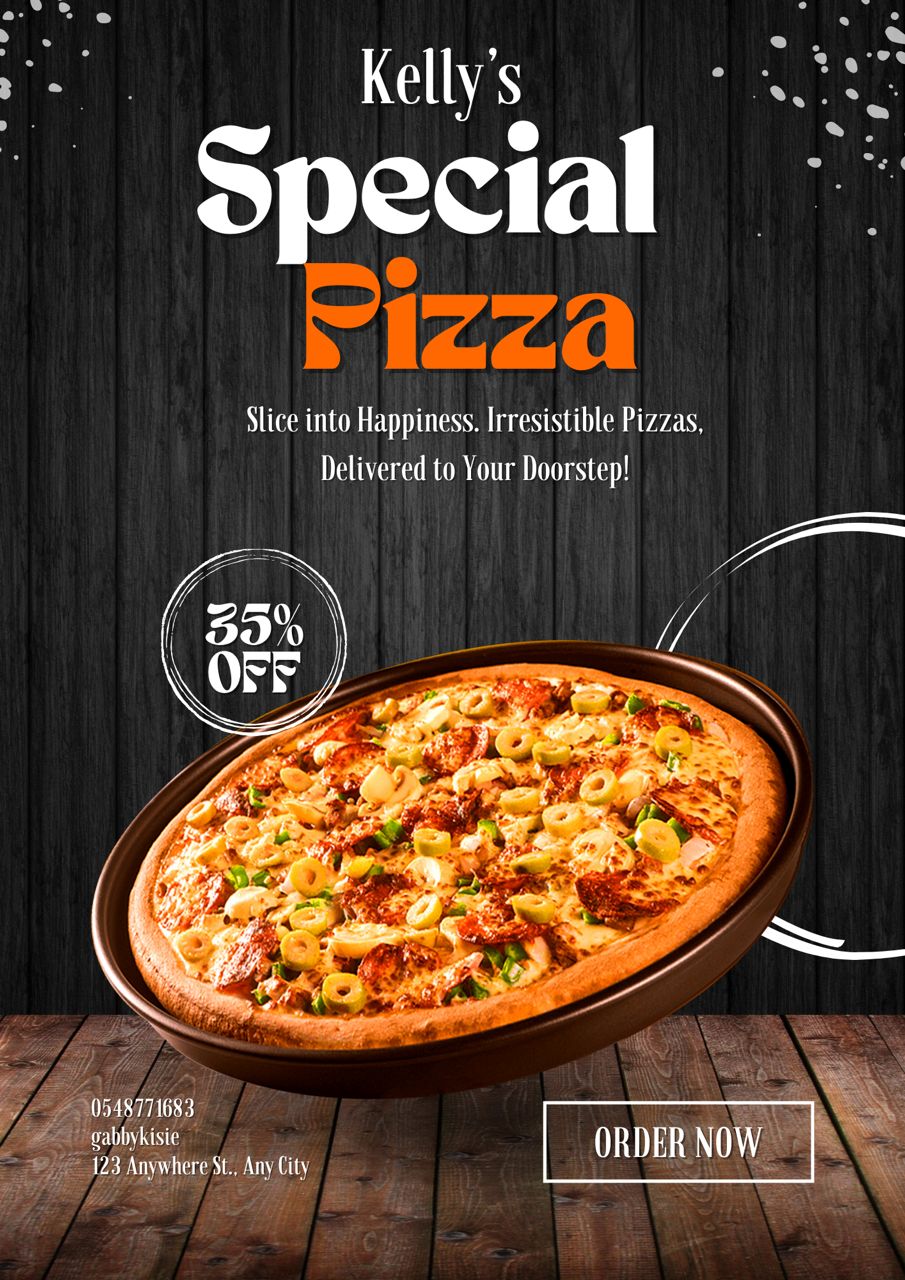 Kelly's
Special
Pizza
Slice into Happiness. Irresistible Pizzas,
Delivered to Your Doorstep!
35%
OFF
0548771683
gabbykisie
123 Anywhere St., Any City
ORDER NOW